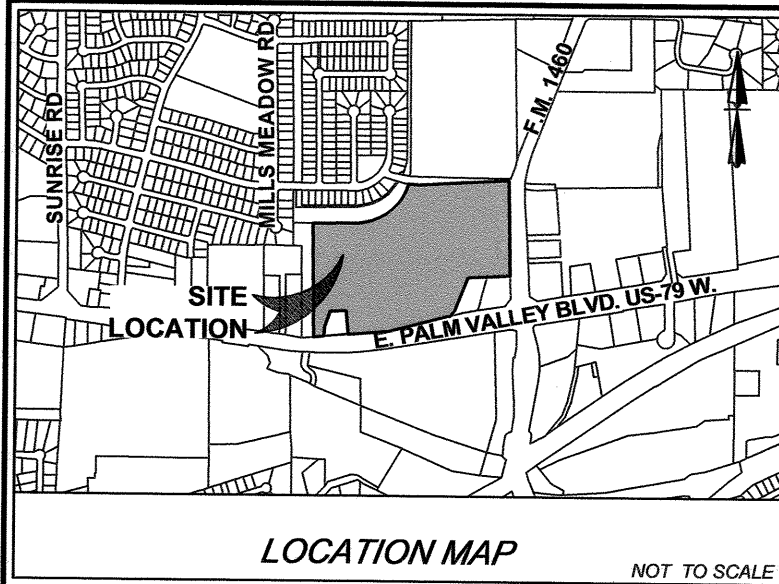 SUNRISE RD
MILLS MEADOW RD
F.M. 1460
SITE
LOCATION
E. PALM VALLEY BLVD. US-79 W.
LOCATION MAP
NOT TO SCALE